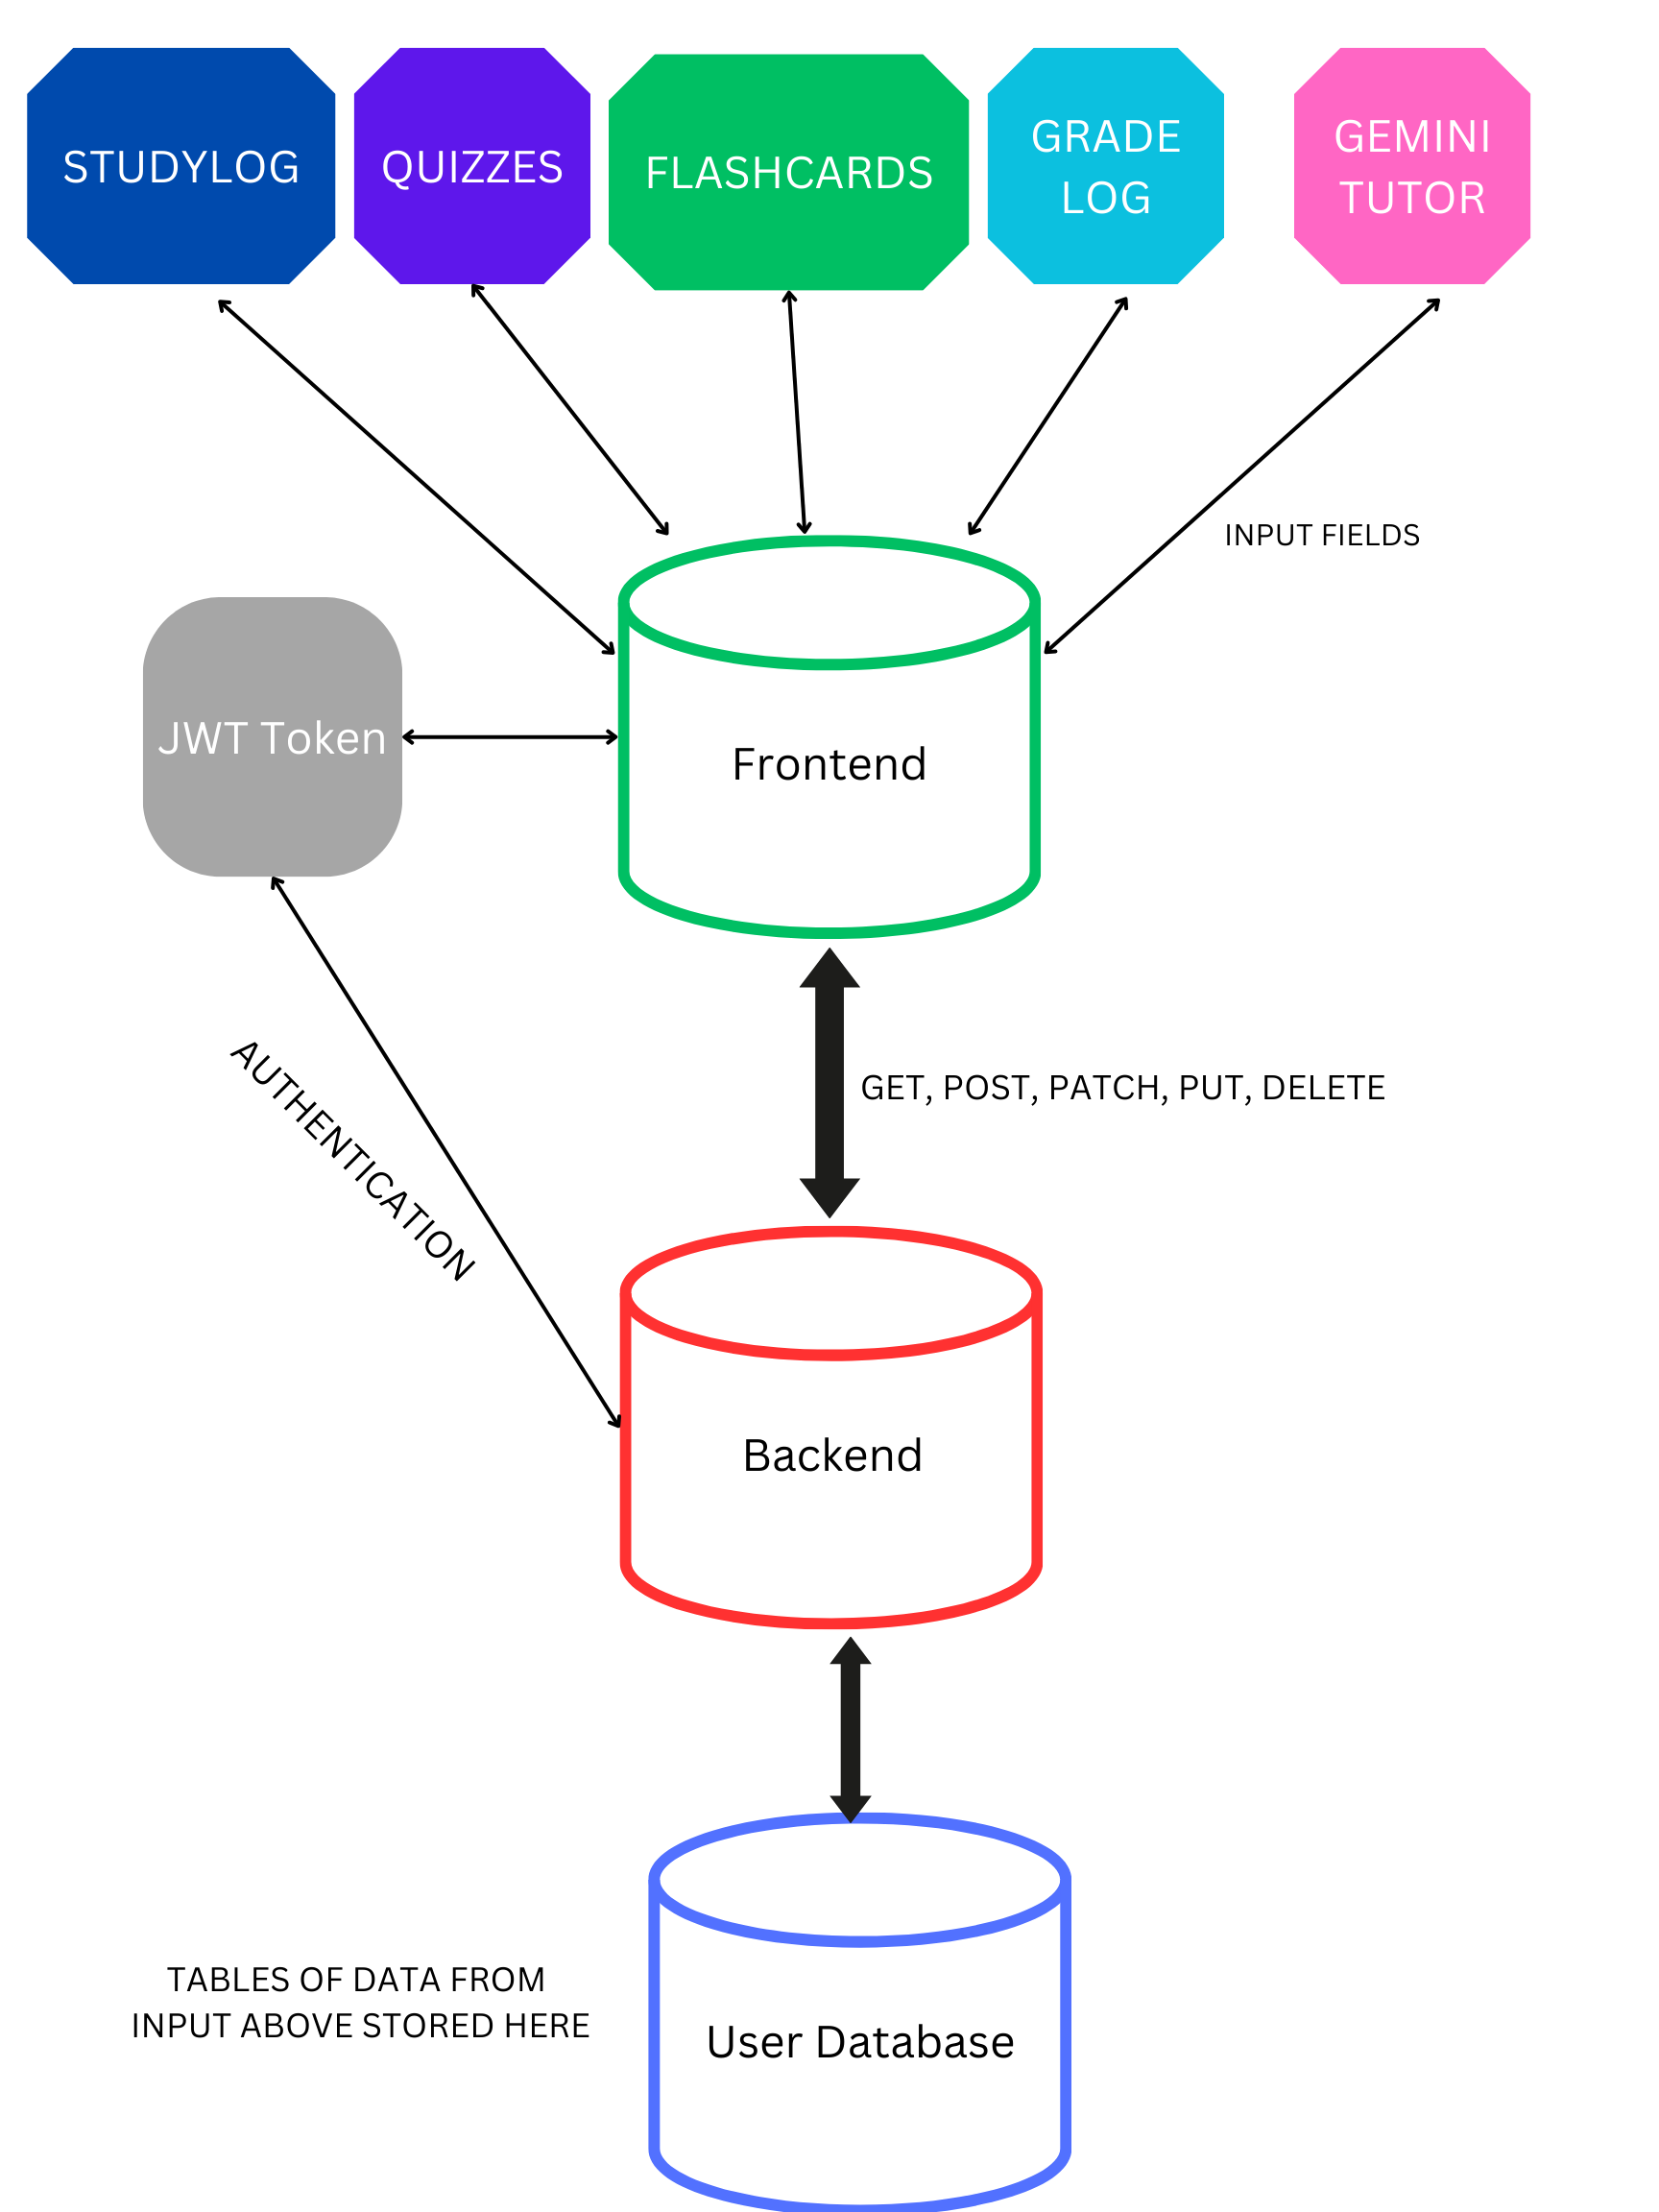 STUDYLOG
QUIZZES
FLASHCARDS
GRADE
LOG
GEMINI
TUTOR
INPUT FIELDS
JWT Token
Frontend
AUTHENTICATION
GET, POST, PATCH, PUT, DELETE
Backend
TABLES OF DATA FROM
INPUT ABOVE STORED HERE
User Database